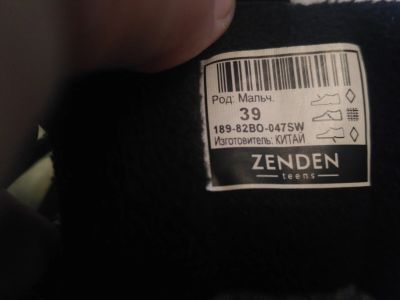 Род: Мальч.
39
189-82BO-047SW
Изготовитель: КИТАЙ
ZENDEN
teens